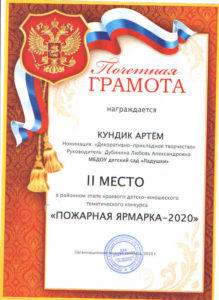 Почетная
ГРАМОТА
награждается
КУНДИК АРТЁМ
Номинация: «Декоративно-прикладное творчество»
Руководитель: Дубинина Любовь Александровна
МБДОУ детский сад «Ладушки»
II МЕСТО
в районном этапе краевого детско-юношеского
тематического конкурса
«ПОЖАРНАЯ ЯРМАРКА-2020»
2020 г.